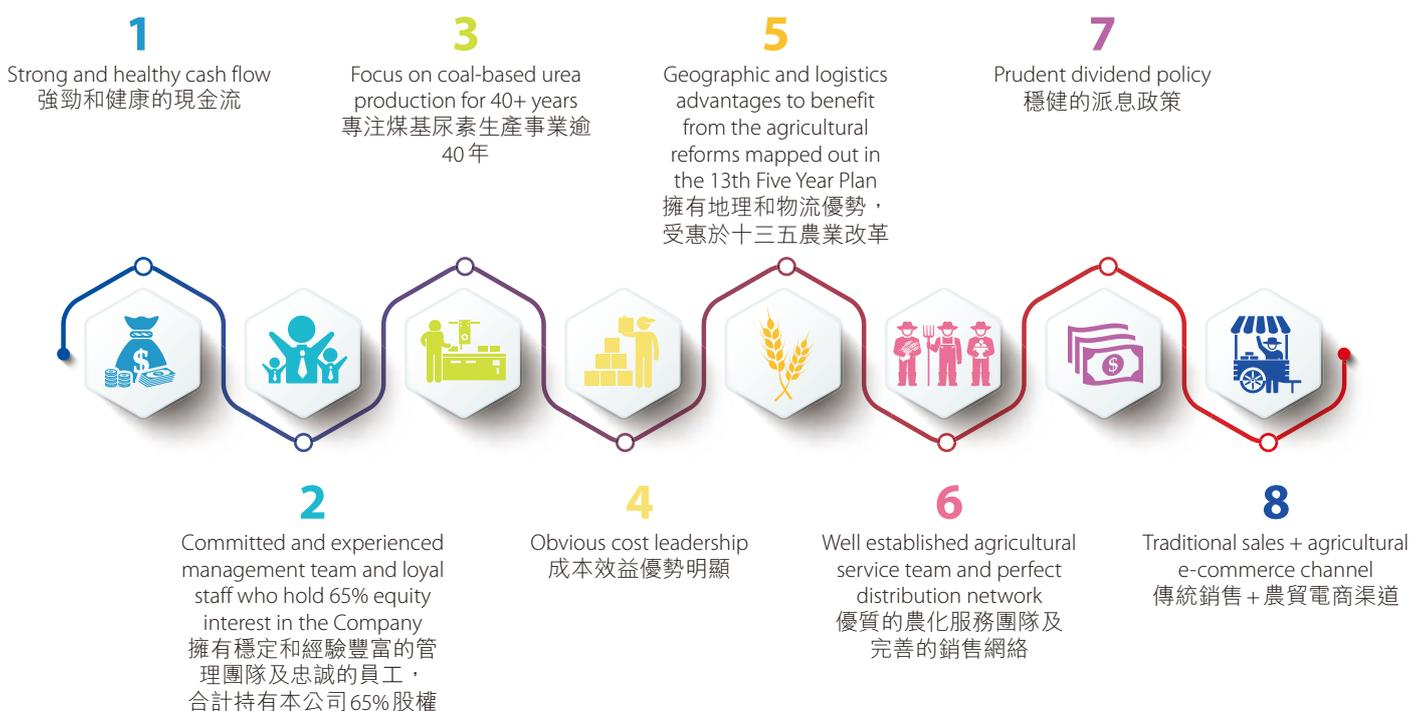 1
Strong and healthy cash flow
強勁和健康的現金流
2
Committed and experienced
management team and loyal
staff who hold 65% equity
interest in the Company
擁有穩定和經驗豐富的管
理團隊及忠誠的員工，
合計持有本公司65%股權
3
Focus on coal-based urea
production for 40+ years
專注煤基尿素生產事業逾
40年
4
Obvious cost leadership
成本效益優勢明顯
5
Geographic and logistics
advantages to benefit
from the agricultural
reforms mapped out in
the 13th Five Year Plan
擁有地理和物流優勢，
受惠於十三五農業改革
6
Well established agricultural
service team and perfect
distribution network
優質的農化服務團隊及
完善的銷售網絡
7
Prudent dividend policy
穩健的派息政策
8
Traditional sales + agricultural
e-commerce channel
傳統銷售+農貿電商渠道